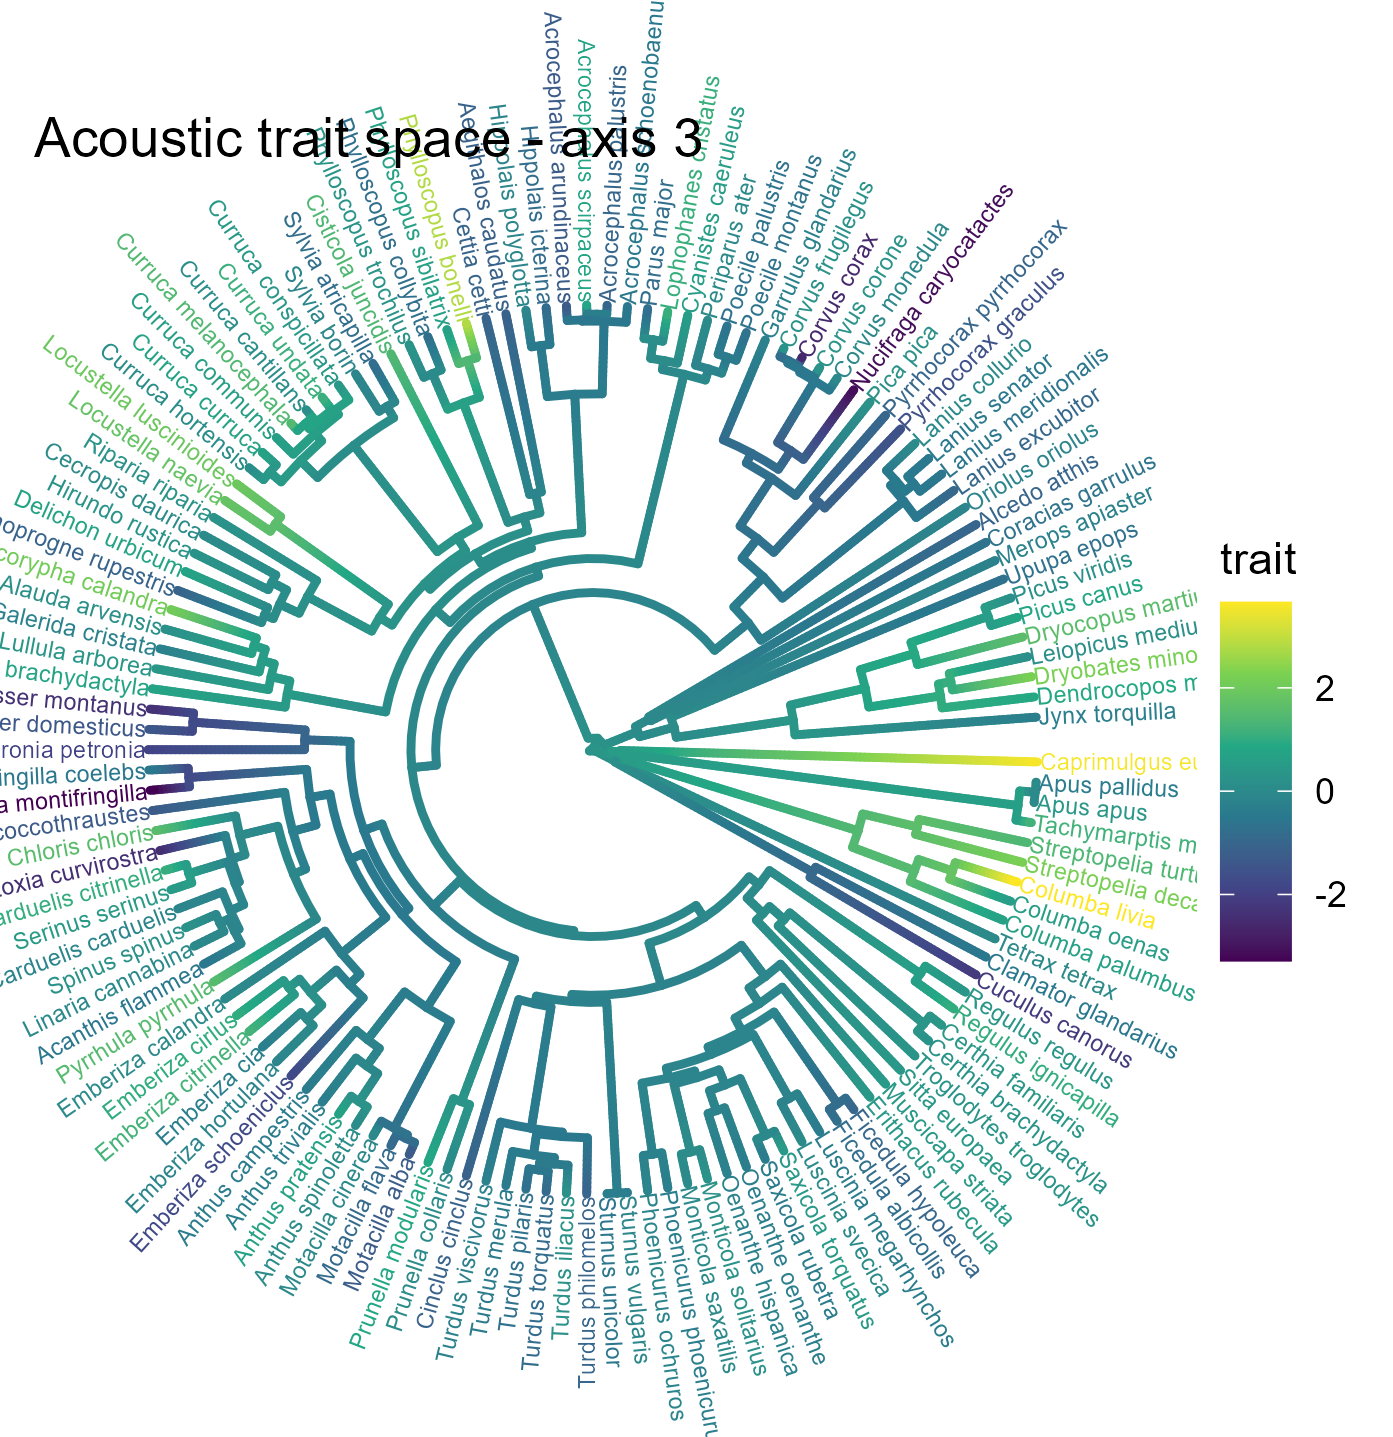 Acoustic trait space - axis 3
Acrocephalus arundinaceus
Acrocephalus scirpaceus
Acrocephalus palustris
Acrocephalus schoenobaenu
Parus major
Lophophanes cristatus
Cyanistes caeruleus
Periparus ater
Poecile palustris
Poecile montanus
Garrulus glandarius
Corvus frugilegus
Corvus corax
Corvus corone
Corvus monedula
Nucifraga caryocatactes
Pica pica
Pyrrhocorax pyrrhocorax
Pyrrhocorax graculus
Lanius collurio
Lanius senator
Lanius meridionalis
Lanius excubitor
Oriolus oriolus
Alcedo atthis
Coracias garrulus
Merops apiaster
Upupa epops
Picus viridis
Picus canus
Dryocopus marti
Leiopicus mediu
Dryobates mino
Dendrocopos m
Jynx torquilla
Caprimulgus eu
Apus pallidus
Apus apus
Tachymarptis m
Streptopelia turtu
Streptopelia deca
Columba livia
Columba oenas
Columba palumbus
Tetrax tetrax
Clamator glandarius
Cuculus canorus
Regulus regulus
Regulus ignicapilla
Certhia familiaris
Certhia brachydactyla
Troglodytes troglodytes
Sitta europaea
Muscicapa striata
Erithacus rubecula
Ficedula hypoleuca
Ficedula albicollis
Luscinia megarhynchos
Luscinia svecica
Saxicola torquatus
Saxicola rubetra
Oenanthe oenanthe
Oenanthe hispanica
Monticola solitarius
Monticola saxatilis
Phoenicurus phoenicuru
Phoenicurus ochruros
Sturnus vulgaris
Sturnus unicolor
Turdus philomelos
Turdus iliacus
Turdus torquatus
Turdus pilaris
Turdus merula
Turdus viscivorus
Cinclus cinclus
Prunella collaris
Prunella modularis
Motacilla alba
Motacilla flava
Motacilla cinerea
Anthus spinoletta
Anthus pratensis
Anthus trivialis
Anthus campestris
Emberiza schoeniclus
Emberiza hortulana
Emberiza cia
Emberiza citrinella
Emberiza cirlus
Emberiza calandra
Pyrrhula pyrrhula
Acanthis flammea
Linaria cannabina
Spinus spinus
Carduelis carduelis
Serinus serinus
arduelis citrinella
oxia curvirostra
Chloris chloris
coccothraustes
a montifringilla
ingilla coelebs
ronia petronia
er domesticus
sser montanus
brachydactyla
Lullula arborea
Galerida cristata
Alauda arvensis
corypha calandra
noprogne rupestris
Delichon urbicum
Hirundo rustica
Cecropis daurica
Riparia riparia
Locustella naevia
Locustella luscinioides
Curruca hortensis
Curruca curruca
Curruca communis
Curruca melanocephala
Curruca cantillans
Curruca undata
Curruca conspicillata
Sylvia borin
Sylvia atricapilla
Cisticola juncidis
Phylloscopus trochilus
Phylloscopus collybita
Phylloscopus sibilatrix
Phylloscopus bonelli
Cettia cetti
Aegithalos caudatus
Hippolais polyglotta
Hippolais icterina
trait
2
0
-2